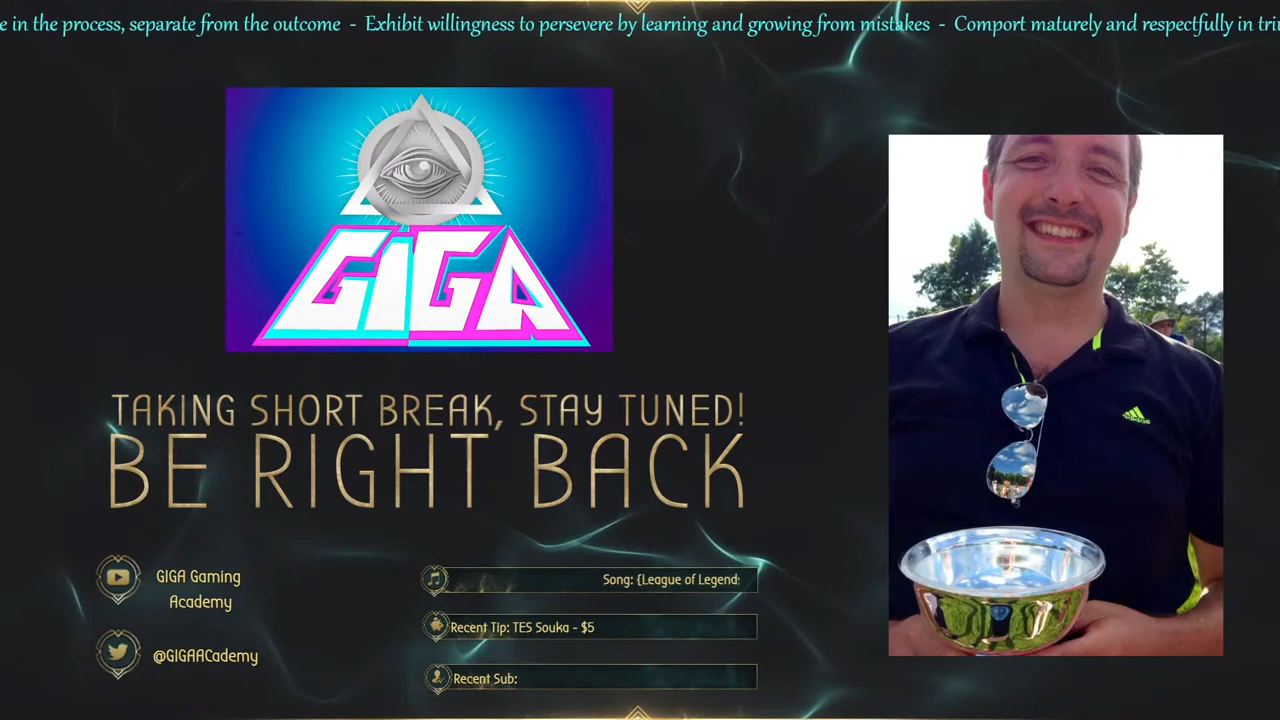 e in the process, separate from the outcome - Exhibit willingness to persevere by learning and growing from mistakes - Comport maturely and respectfully in tri
GIGA
TAKING SHORT BREAK, STAY TUNED!
BE RIGHT BACK
GIGA Gaming
Academy
@GIGAACademy
Song: {League of Legend
Recent Tip: TES Souka - $5
Recent Sub:
adidas